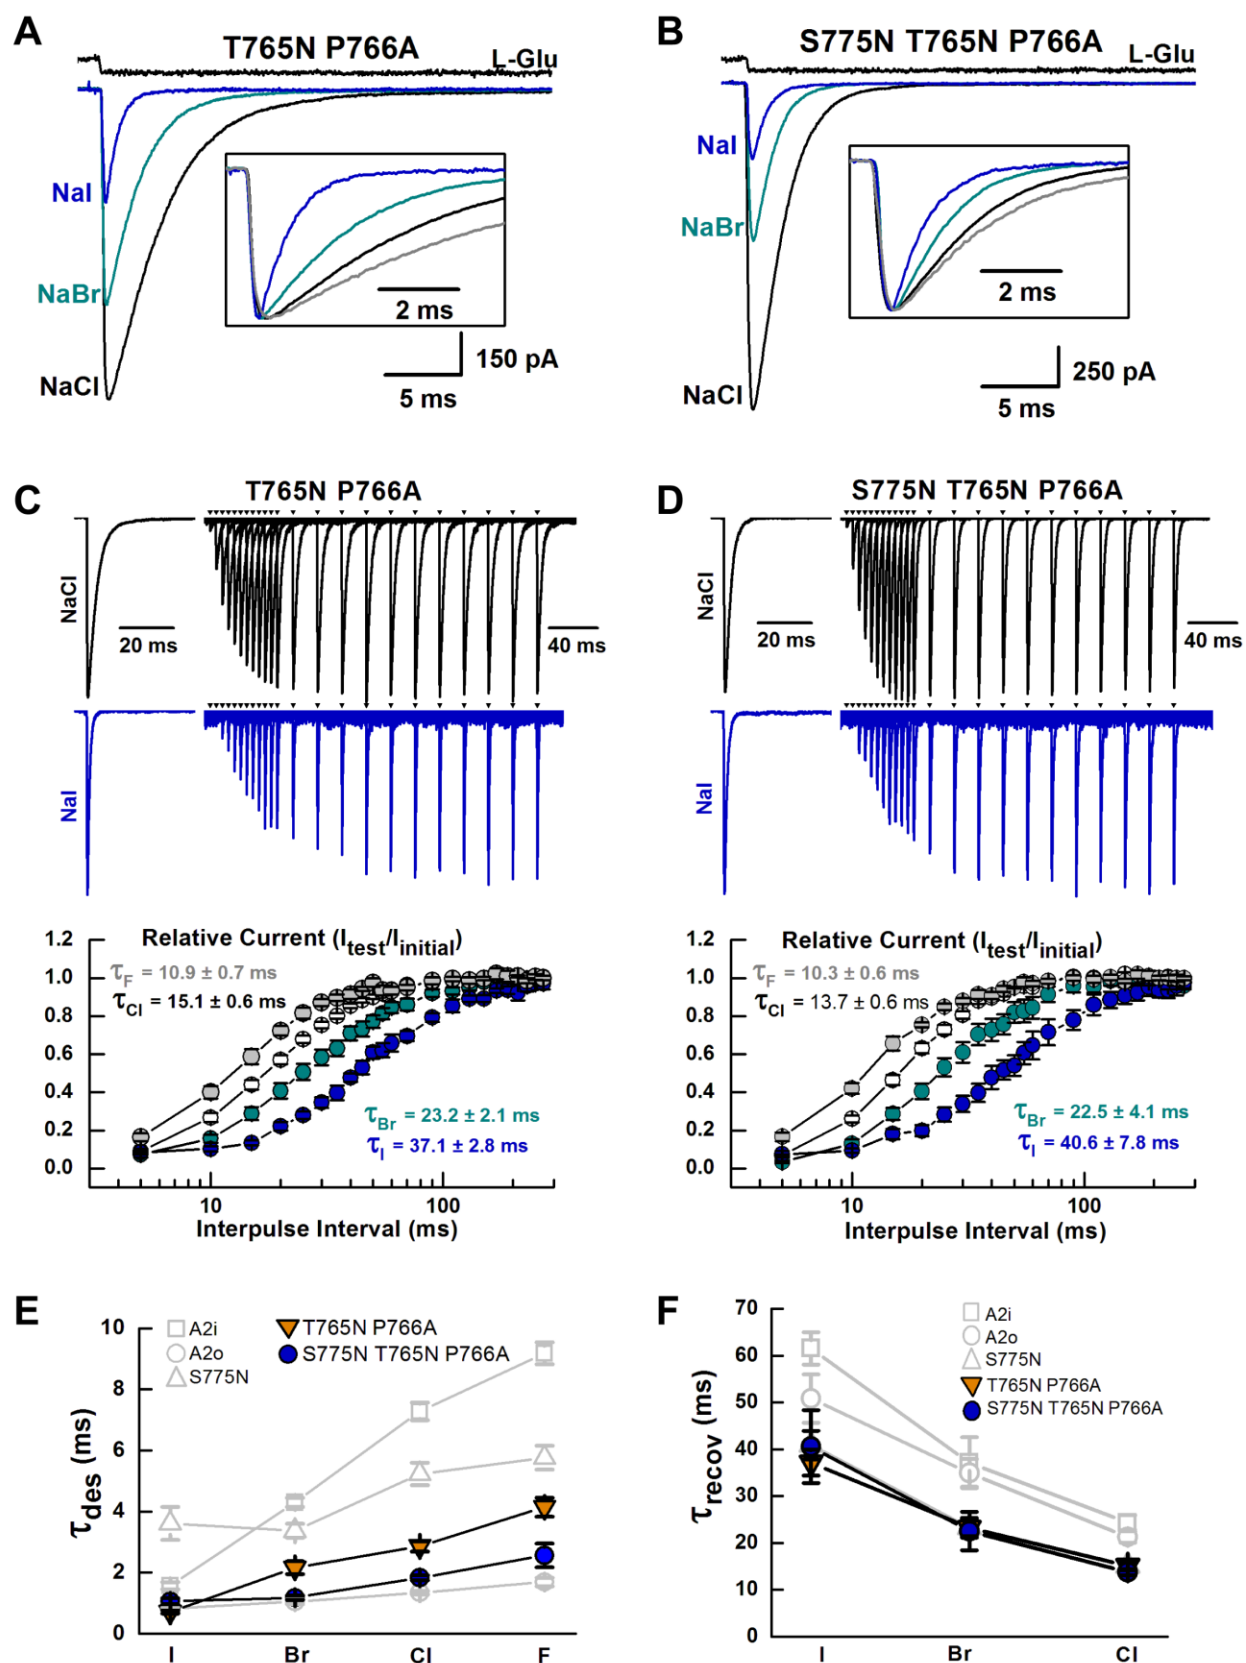 A
T765N P766A
L-Glu
NaI
NaBr
NaCl
2 ms
150 pA
5 ms
B
S775N T765N P766A
L-Glu
NaI
NaBr
NaCl
2 ms
250 pA
5 ms
C
T765N P766A
NaCl
20 ms
40 ms
NaI
Relative Current (Itest/Iinitial)
τF = 10.9 ± 0.7 ms
τCl = 15.1 ± 0.6 ms
τBr = 23.2 ± 2.1 ms
τI = 37.1 ± 2.8 ms
1.2
1.0
0.8
0.6
0.4
0.2
0.0
10
100
Interpulse Interval (ms)
D
S775N T765N P766A
NaCl
20 ms
40 ms
NaI
Relative Current (Itest/Iinitial)
τF = 10.3 ± 0.6 ms
τCl = 13.7 ± 0.6 ms
τBr = 22.5 ± 4.1 ms
τI = 40.6 ± 7.8 ms
1.2
1.0
0.8
0.6
0.4
0.2
0.0
10
100
Interpulse Interval (ms)
E
A2i
A2o
S775N
T765N P766A
S775N T765N P766A
τdes (ms)
10
8
6
4
2
0
I
Br
Cl
F
F
A2i
A2o
S775N
T765N P766A
S775N T765N P766A
τrecov (ms)
70
60
50
40
30
20
10
0
I
Br
Cl